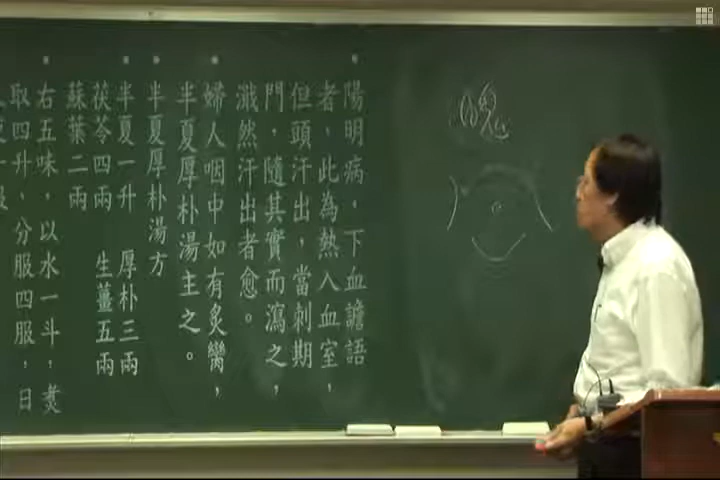 陽明病，下血譫語
者，此為熱入血室，
但頭汗出，當刺期
門，隨其實而瀉之，
濈然汗出者愈。
婦人咽中如有炙臠，
半夏厚朴湯主之。
半夏厚朴湯方
半夏一升 厚朴三兩
茯苓四兩 生薑五兩
蘇葉二兩
右五味，以水一斗，煑
取四升，分服四服，日